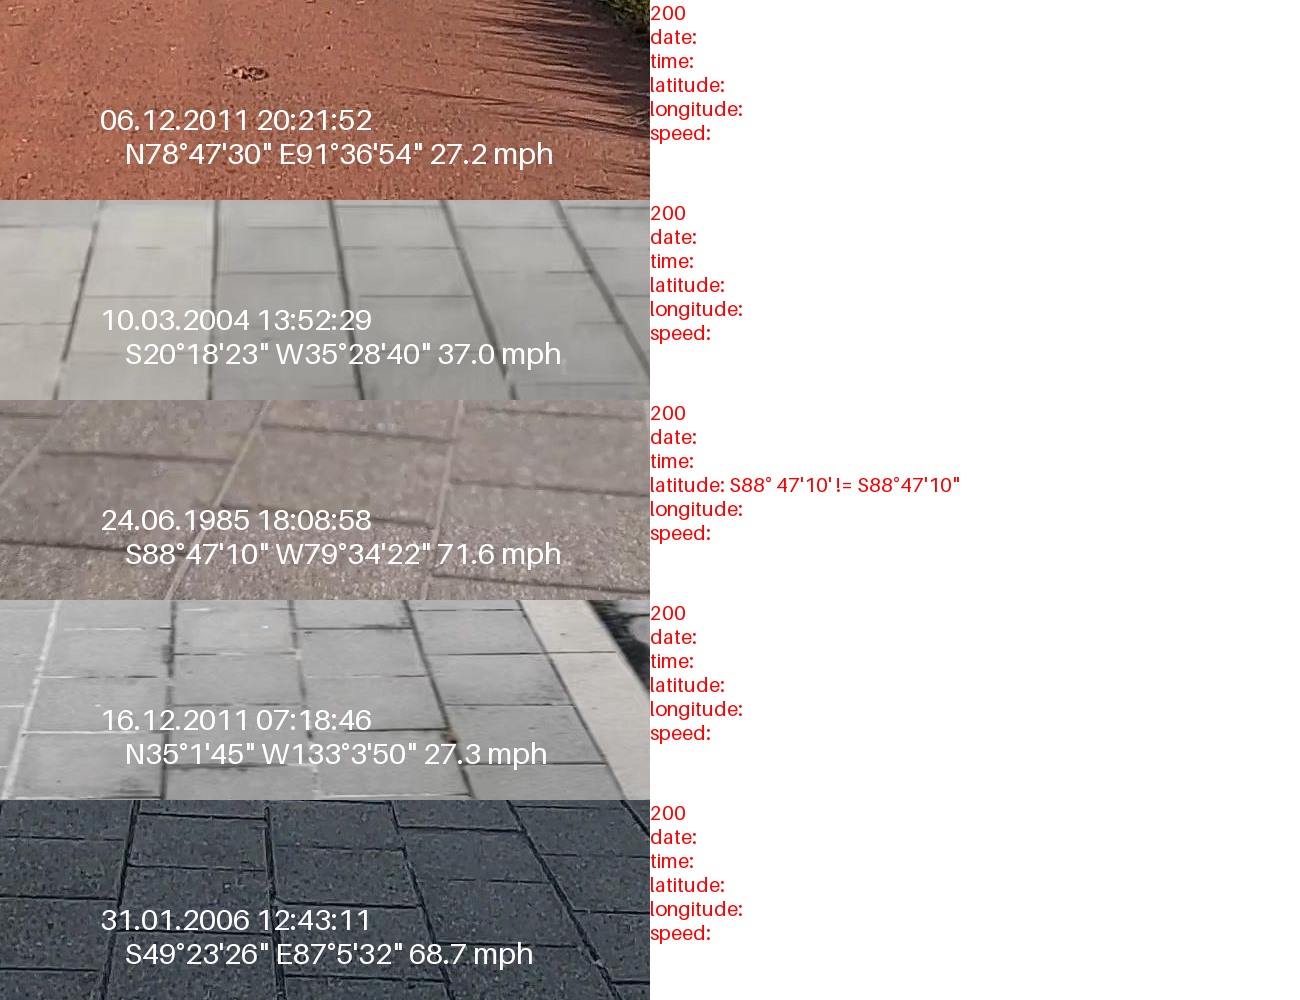 06.12.2011 20:21:52
N78°47'30" E91°36'54" 27.2 mph
200
date:
time:
latitude:
longitude:
speed:
10.03.2004 13:52:29
S20°18'23" W35°28'40" 37.0 mph
200
date:
time:
latitude:
longitude:
speed:
24.06.1985 18:08:58
S88°47'10" W79°34'22" 71.6 mph
200
date:
time:
latitude: S88° 47'10' != S88°47'10"
longitude:
speed:
16.12.2011 07:18:46
N35°1'45" W133°3'50" 27.3 mph
200
date:
time:
latitude:
longitude:
speed:
31.01.2006 12:43:11
S49°23'26" E87°5'32" 68.7 mph
200
date:
time:
latitude:
longitude:
speed: